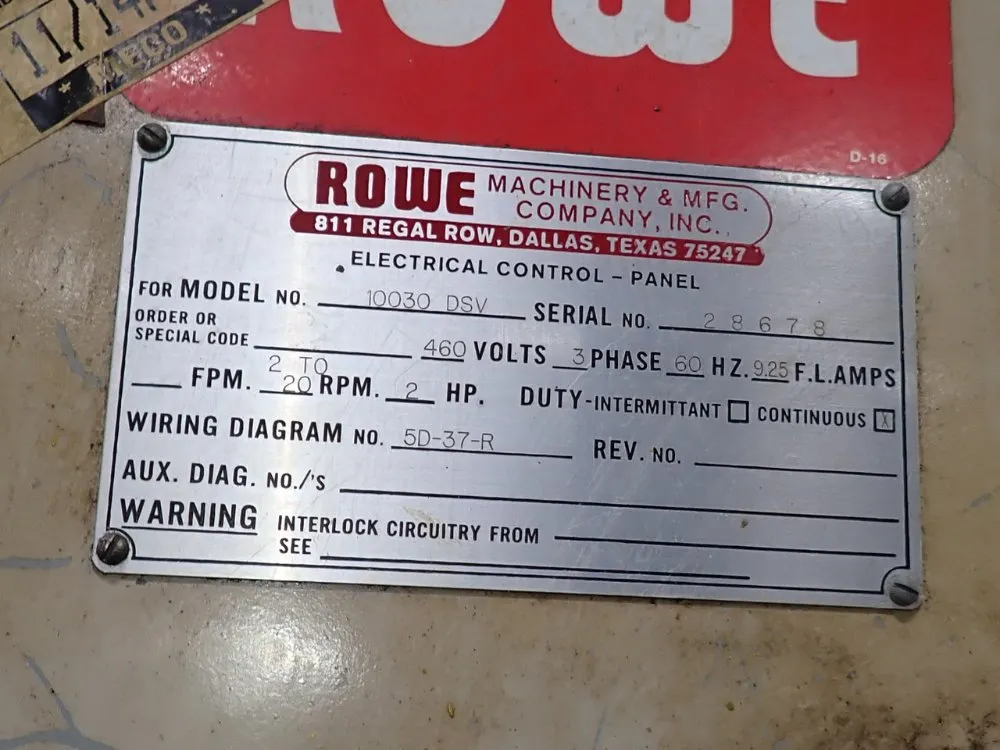 11/14
ROWE
D-16
ROWE MACHINERY & MFG.
COMPANY, INC.
811 REGAL ROW, DALLAS, TEXAS 75247
ELECTRICAL CONTROL - PANEL
FOR MODEL NO. 10030 DSV SERIAL NO. 28678
ORDER OR
SPECIAL CODE 460 VOLTS 3 PHASE 60 HZ. 9.25 F.L.AMPS
FPM. 2 TO 20 RPM. 2 HP. DUTY-INTERMITTANT CONTINUOUS X
WIRING DIAGRAM NO. 5D-37-R REV. NO.
AUX. DIAG. NO./'S
WARNING INTERLOCK CIRCUITRY FROM
SEE